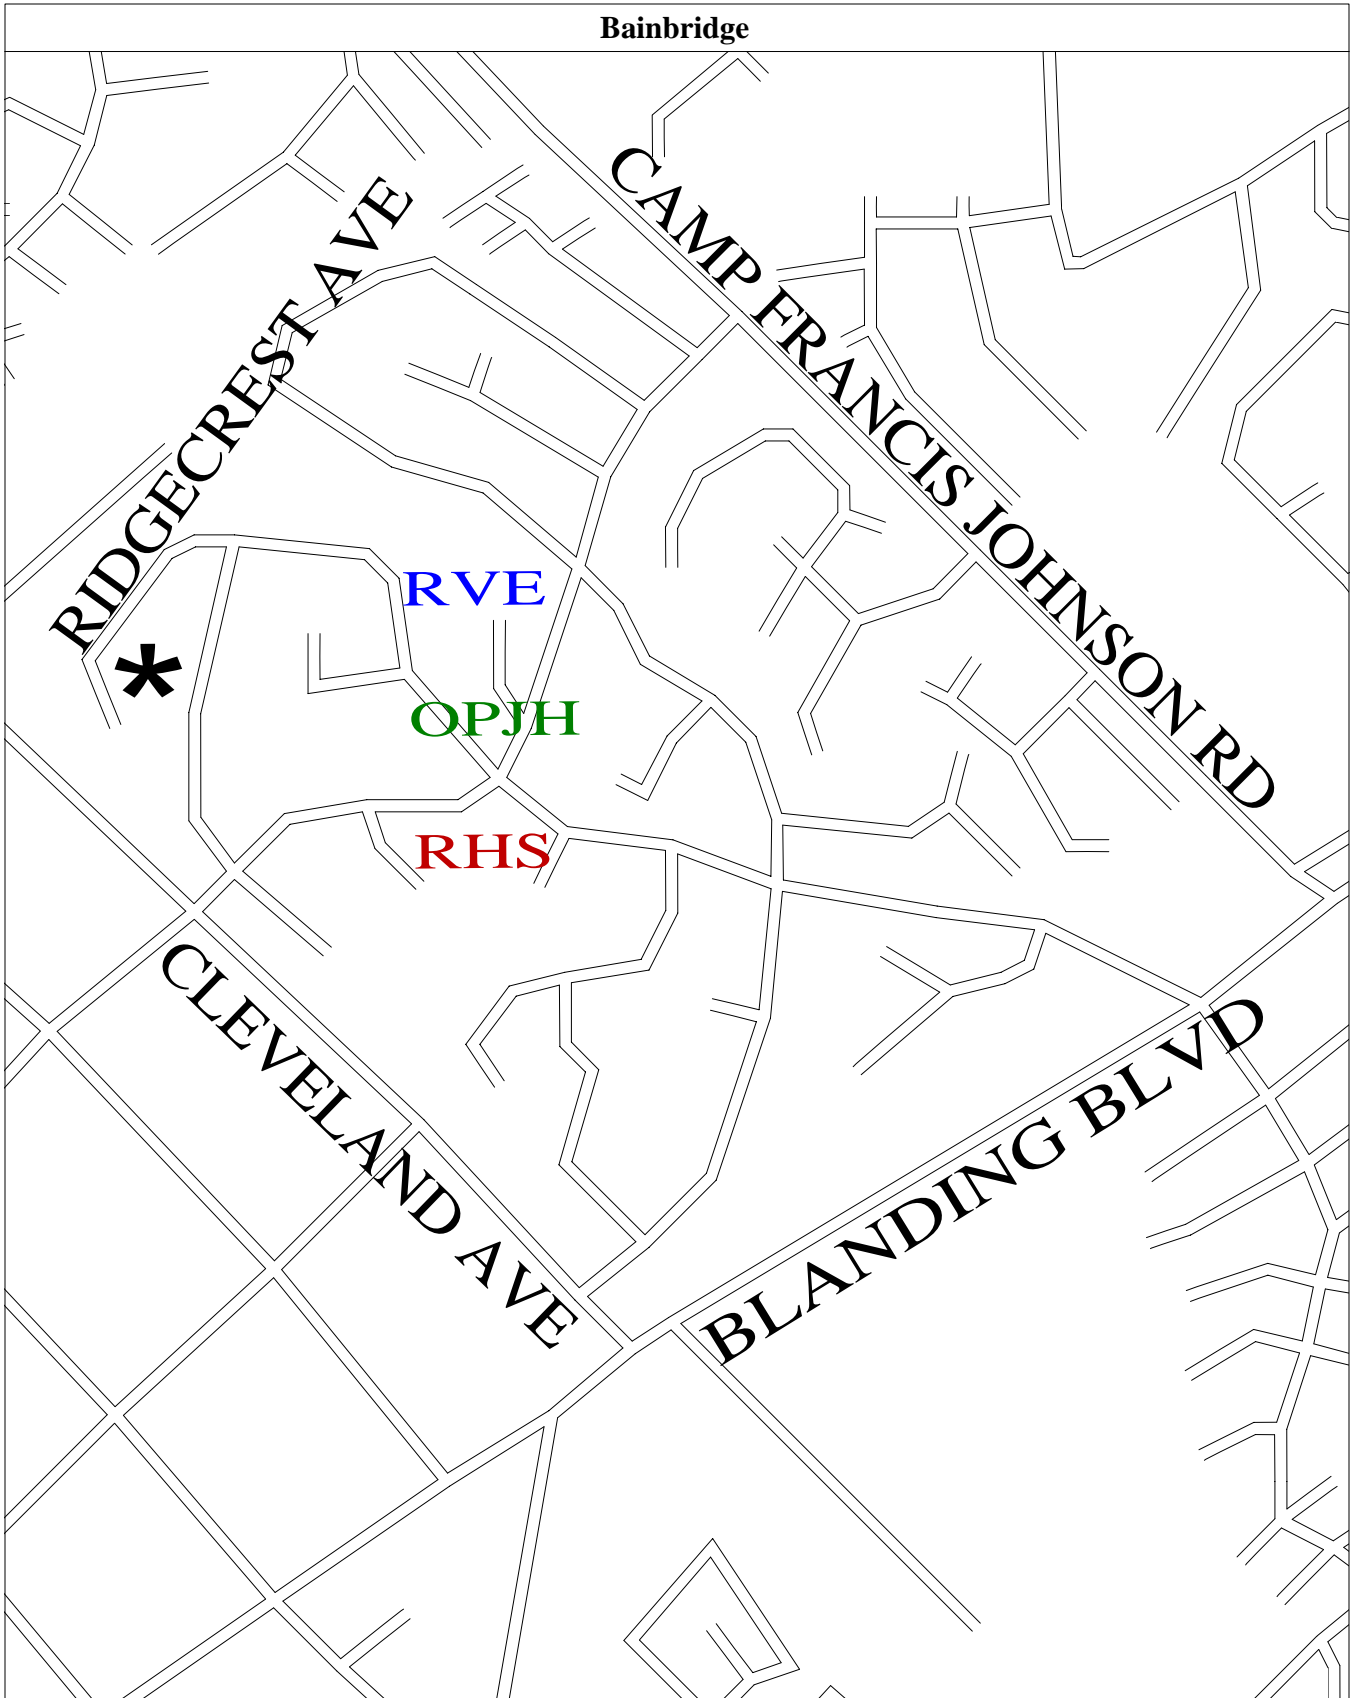 Bainbridge
CAMP FRANCIS JOHNSON RD
RIDGECREST AVE
RVE
*
OPJH
RHS
CLEVELAND AVE
BLANDING BLVD